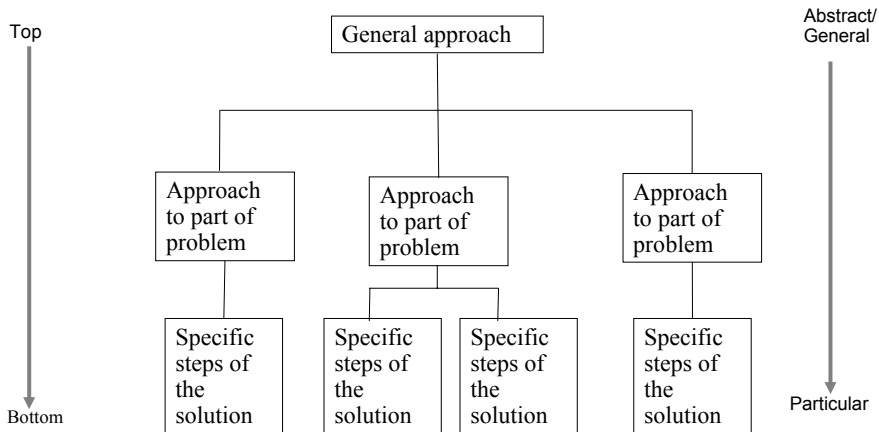 Top
General approach
Abstract/
General
Approach
to part of
problem
Approach
to part of
problem
Approach
to part of
problem
Specific
steps of
the
solution
Specific
steps of
the
solution
Specific
steps of
the
solution
Specific
steps of
the
solution
Bottom
Particular